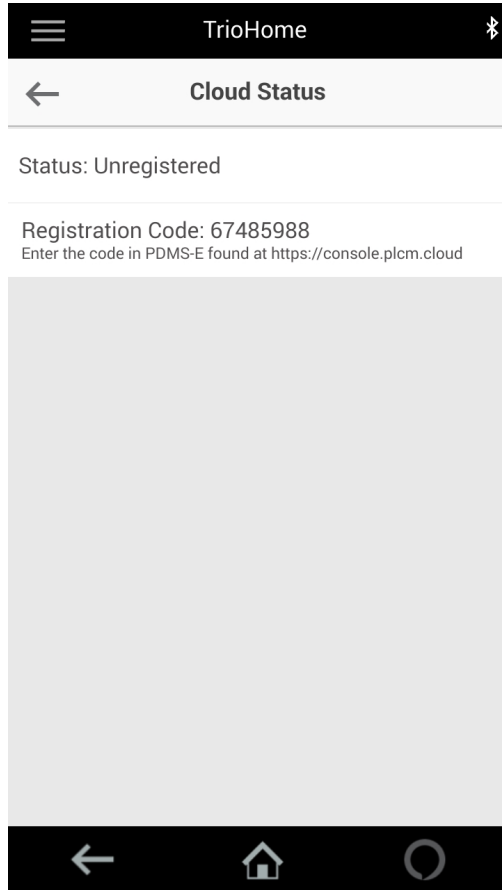 TrioHome
Cloud Status
Status: Unregistered
Registration Code: 67485988
Enter the code in PDMS-E found at https://console.plcm.cloud